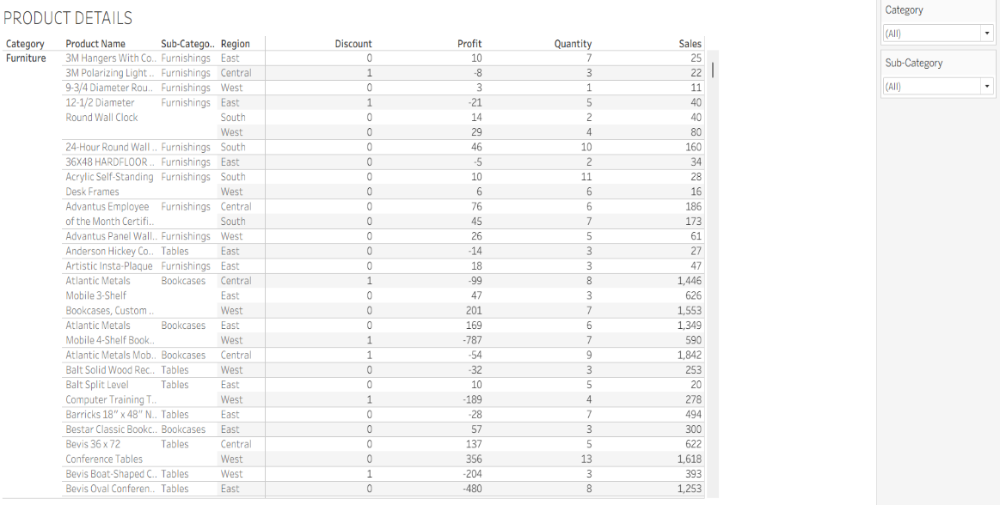 PRODUCT DETAILS
Category
(All)
Sub-Category
(All)
Category Product Name Sub-Catego.. Region Discount Profit Quantity Sales
Furniture 3M Hangers With Co.. Furnishings East 0 10 7 25
3M Polarizing Light .. Furnishings Central 1 -8 3 22
9-3/4 Diameter Rou.. Furnishings West 0 3 1 11
12-1/2 Diameter Furnishings East 1 -21 5 40
Round Wall Clock South 0 14 2 40
West 0 29 4 80
24-Hour Round Wall .. Furnishings South 0 46 10 160
36X48 HARDFLOOR .. Furnishings East 0 -5 2 34
Acrylic Self-Standing Furnishings South 0 10 11 28
Desk Frames West 0 6 6 16
Advantus Employee Furnishings Central 0 76 6 186
of the Month Certifi.. South 0 45 7 173
Advantus Panel Wall.. Furnishings West 0 26 5 61
Anderson Hickey Co.. Tables East 0 -14 3 27
Artistic Insta-Plaque Furnishings East 0 18 3 47
Atlantic Metals Bookcases Central 1 -99 8 1,446
Mobile 3-Shelf East 0 47 3 626
Bookcases, Custom .. West 0 201 7 1,553
Atlantic Metals Bookcases East 0 169 6 1,349
Mobile 4-Shelf Book.. West 1 -787 7 590
Atlantic Metals Mob.. Bookcases Central 1 -54 9 1,842
Balt Solid Wood Rec.. Tables West 0 -32 3 253
Balt Split Level Tables East 0 10 5 20
Computer Training T.. West 1 -189 4 278
Barricks 18" x 48" N.. Tables East 0 -28 7 494
Bestar Classic Bookc.. Bookcases East 0 57 3 300
Bevis 36 x 72 Tables Central 0 137 5 622
Conference Tables West 0 356 13 1,618
Bevis Boat-Shaped C.. Tables West 1 -204 3 393
Bevis Oval Conferen.. Tables East 0 -480 8 1,253